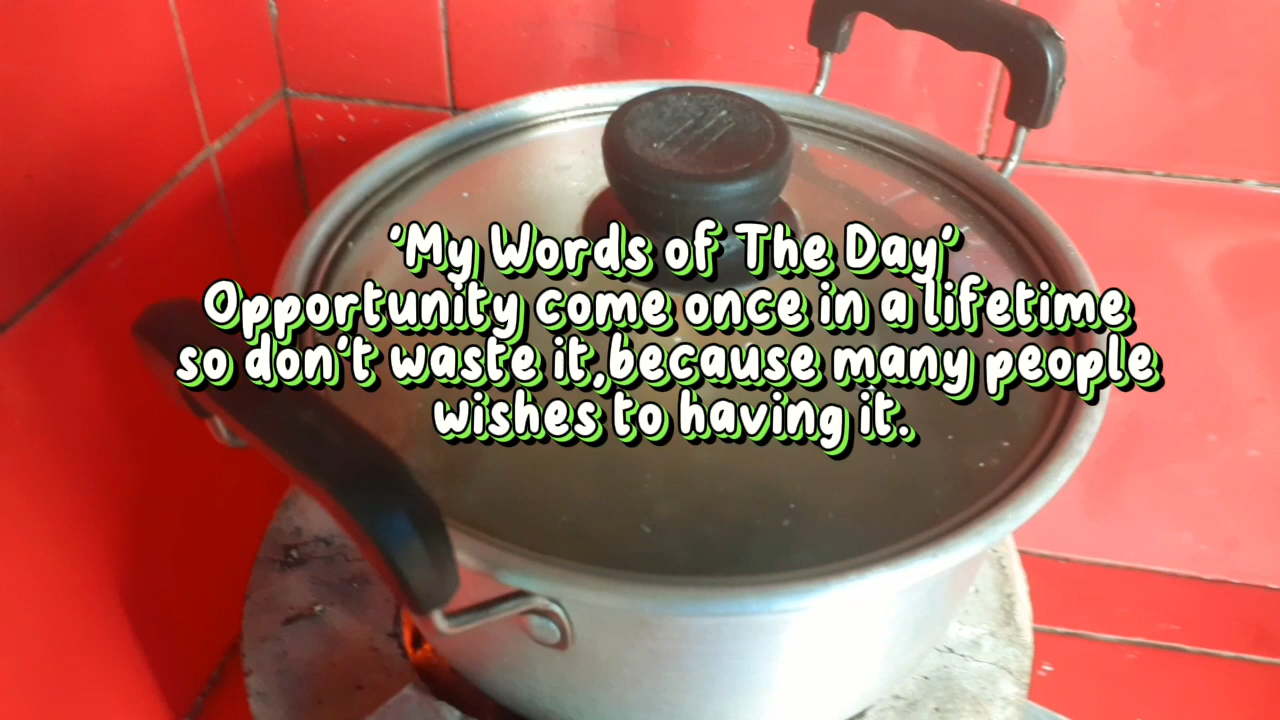 'My Words of The Day'
Opportunity come once in a lifetime
so don't waste it,because many people
wishes to having it.